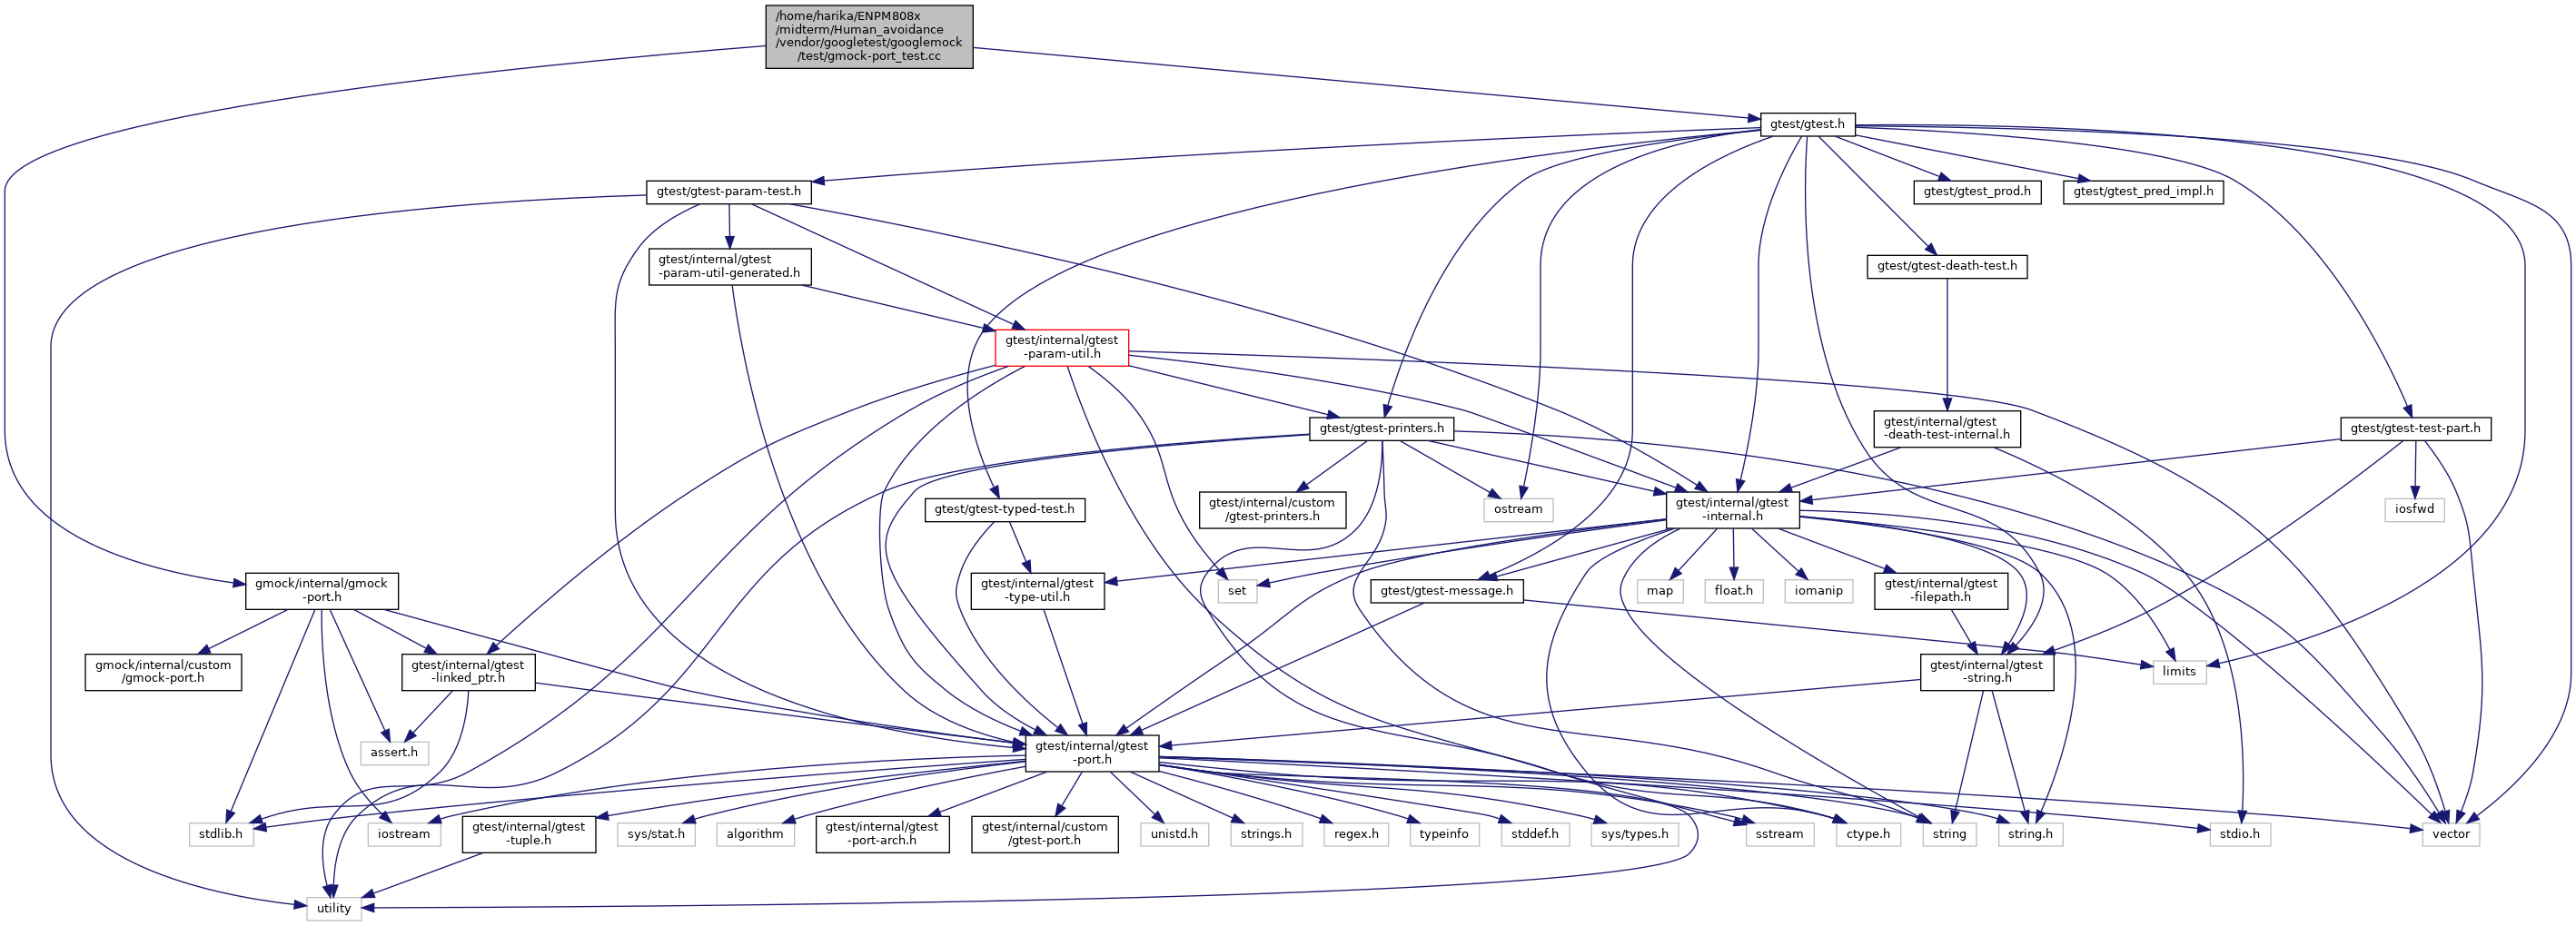 /home/harika/ENPM808x
/midterm/Human_avoidance
/vendor/googletest/googlemock
/test/gmock-port_test.cc
gtest/gtest.h
gtest/gtest-param-test.h
gtest/gtest_prod.h
gtest/gtest_pred_impl.h
gtest/internal/gtest
-param-util-generated.h
gtest/gtest-death-test.h
gtest/internal/gtest
-param-util.h
gtest/gtest-printers.h
gtest/internal/gtest
-death-test-internal.h
gtest/gtest-test-part.h
gtest/gtest-typed-test.h
gtest/internal/custom
/gtest-printers.h
ostream
gtest/internal/gtest
-internal.h
iosfwd
gmock/internal/gmock
-port.h
gtest/internal/gtest
-type-util.h
set
gtest/gtest-message.h
map
float.h
iomanip
gtest/internal/gtest
-filepath.h
gmock/internal/custom
/gmock-port.h
gtest/internal/gtest
-linked_ptr.h
gtest/internal/gtest
-string.h
limits
assert.h
gtest/internal/gtest
-port.h
stdlib.h
iostream
gtest/internal/gtest
-tuple.h
sys/stat.h
algorithm
gtest/internal/gtest
-port-arch.h
gtest/internal/custom
/gtest-port.h
unistd.h
strings.h
regex.h
typeinfo
stddef.h
sys/types.h
sstream
ctype.h
string
string.h
stdio.h
vector
utility